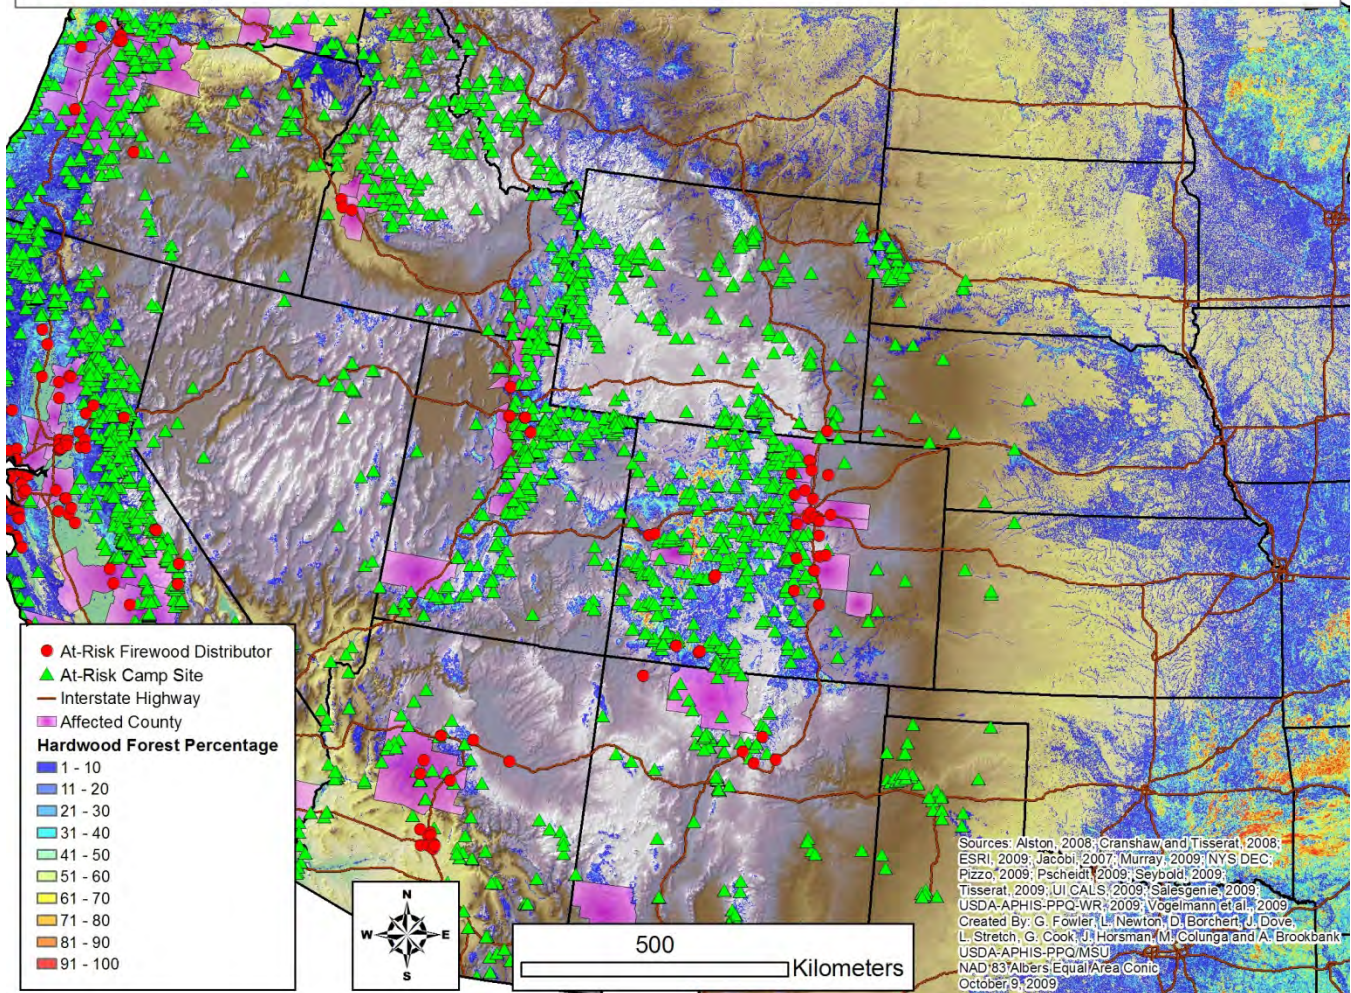 At-Risk Firewood Distributor
At-Risk Camp Site
Interstate Highway
Affected County
Hardwood Forest Percentage
1 - 10
11 - 20
21 - 30
31 - 40
41 - 50
51 - 60
61 - 70
71 - 80
81 - 90
91 - 100
N
W E
S
500
Kilometers
Sources: Alston, 2008; Cranshaw and Tisserat, 2008;
ESRI, 2009; Jacobi, 2007; Murray, 2009; NYS DEC;
Pizzo, 2009; Pscheidt, 2009; Seybold, 2009;
Tisserat, 2009; UI CALS, 2009; Salesgenie, 2009;
USDA-APHIS-PPQ-WR, 2009; Vogelmann et al., 2009
Created By: G. Fowler, L. Newton, D. Borchert, J. Dove,
L. Stretch, G. Cook, J. Horsman, M. Colunga and A. Brookbank
USDA-APHIS-PPQ/MSU
NAD 83 Albers Equal Area Conic
October 9, 2009